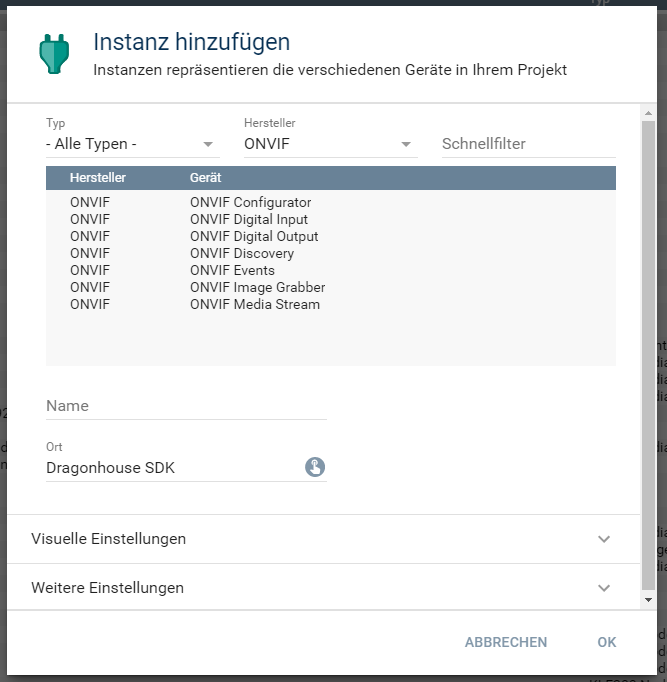 Instanz hinzufügen
Instanzen repräsentieren die verschiedenen Geräte in Ihrem Projekt
Typ Hersteller
- Alle Typen - ONVIF Schnellfilter
Hersteller Gerät
ONVIF ONVIF Configurator
ONVIF ONVIF Digital Input
ONVIF ONVIF Digital Output
ONVIF ONVIF Discovery
ONVIF ONVIF Events
ONVIF ONVIF Image Grabber
ONVIF ONVIF Media Stream
Name
Ort
Dragonhouse SDK
Visuelle Einstellungen
Weitere Einstellungen
ABBRECHEN OK